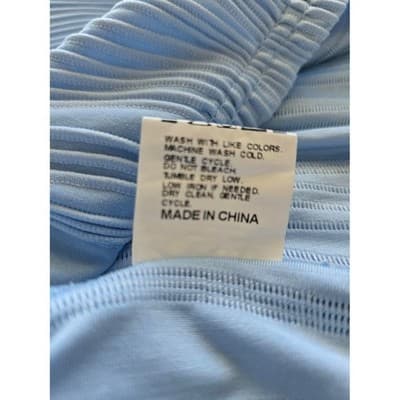 WASH WITH LIKE COLORS.
MACHINE WASH COLD.
GENTLE CYCLE.
DO NOT BLEACH.
TUMBLE DRY LOW.
LOW IRON IF NEEDED.
DRY CLEAN, GENTLE
CYCLE.
MADE IN CHINA